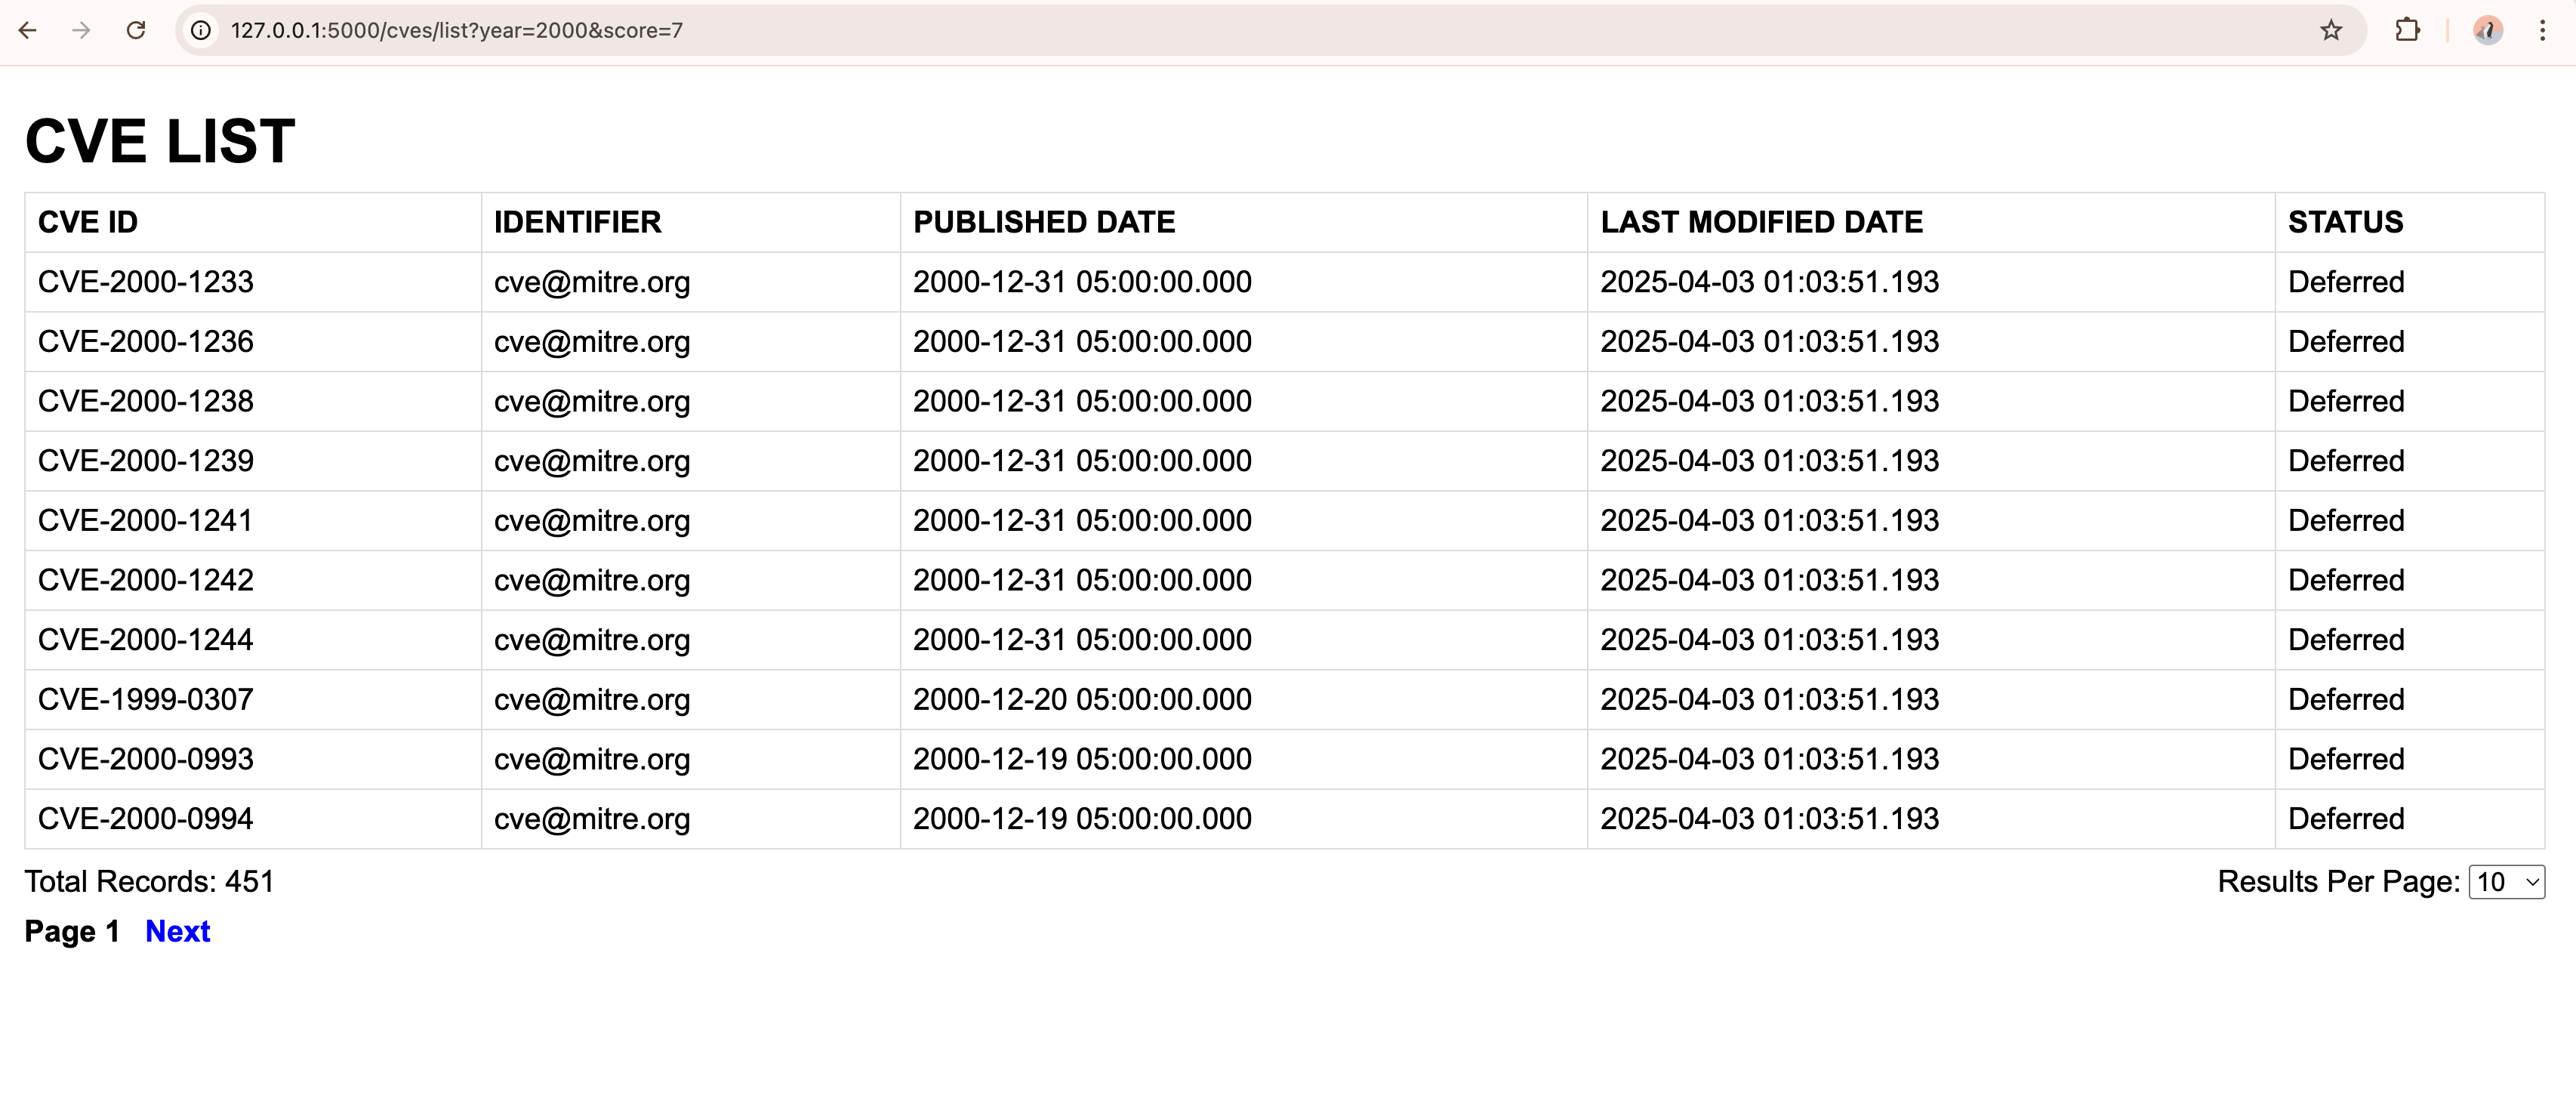 127.0.0.1:5000/cves/list?year=2000&score=7
CVE LIST
CVE ID IDENTIFIER PUBLISHED DATE LAST MODIFIED DATE STATUS
CVE-2000-1233 cve@mitre.org 2000-12-31 05:00:00.000 2025-04-03 01:03:51.193 Deferred
CVE-2000-1236 cve@mitre.org 2000-12-31 05:00:00.000 2025-04-03 01:03:51.193 Deferred
CVE-2000-1238 cve@mitre.org 2000-12-31 05:00:00.000 2025-04-03 01:03:51.193 Deferred
CVE-2000-1239 cve@mitre.org 2000-12-31 05:00:00.000 2025-04-03 01:03:51.193 Deferred
CVE-2000-1241 cve@mitre.org 2000-12-31 05:00:00.000 2025-04-03 01:03:51.193 Deferred
CVE-2000-1242 cve@mitre.org 2000-12-31 05:00:00.000 2025-04-03 01:03:51.193 Deferred
CVE-2000-1244 cve@mitre.org 2000-12-31 05:00:00.000 2025-04-03 01:03:51.193 Deferred
CVE-1999-0307 cve@mitre.org 2000-12-20 05:00:00.000 2025-04-03 01:03:51.193 Deferred
CVE-2000-0993 cve@mitre.org 2000-12-19 05:00:00.000 2025-04-03 01:03:51.193 Deferred
CVE-2000-0994 cve@mitre.org 2000-12-19 05:00:00.000 2025-04-03 01:03:51.193 Deferred
Total Records: 451 Results Per Page: 10
Page 1 Next